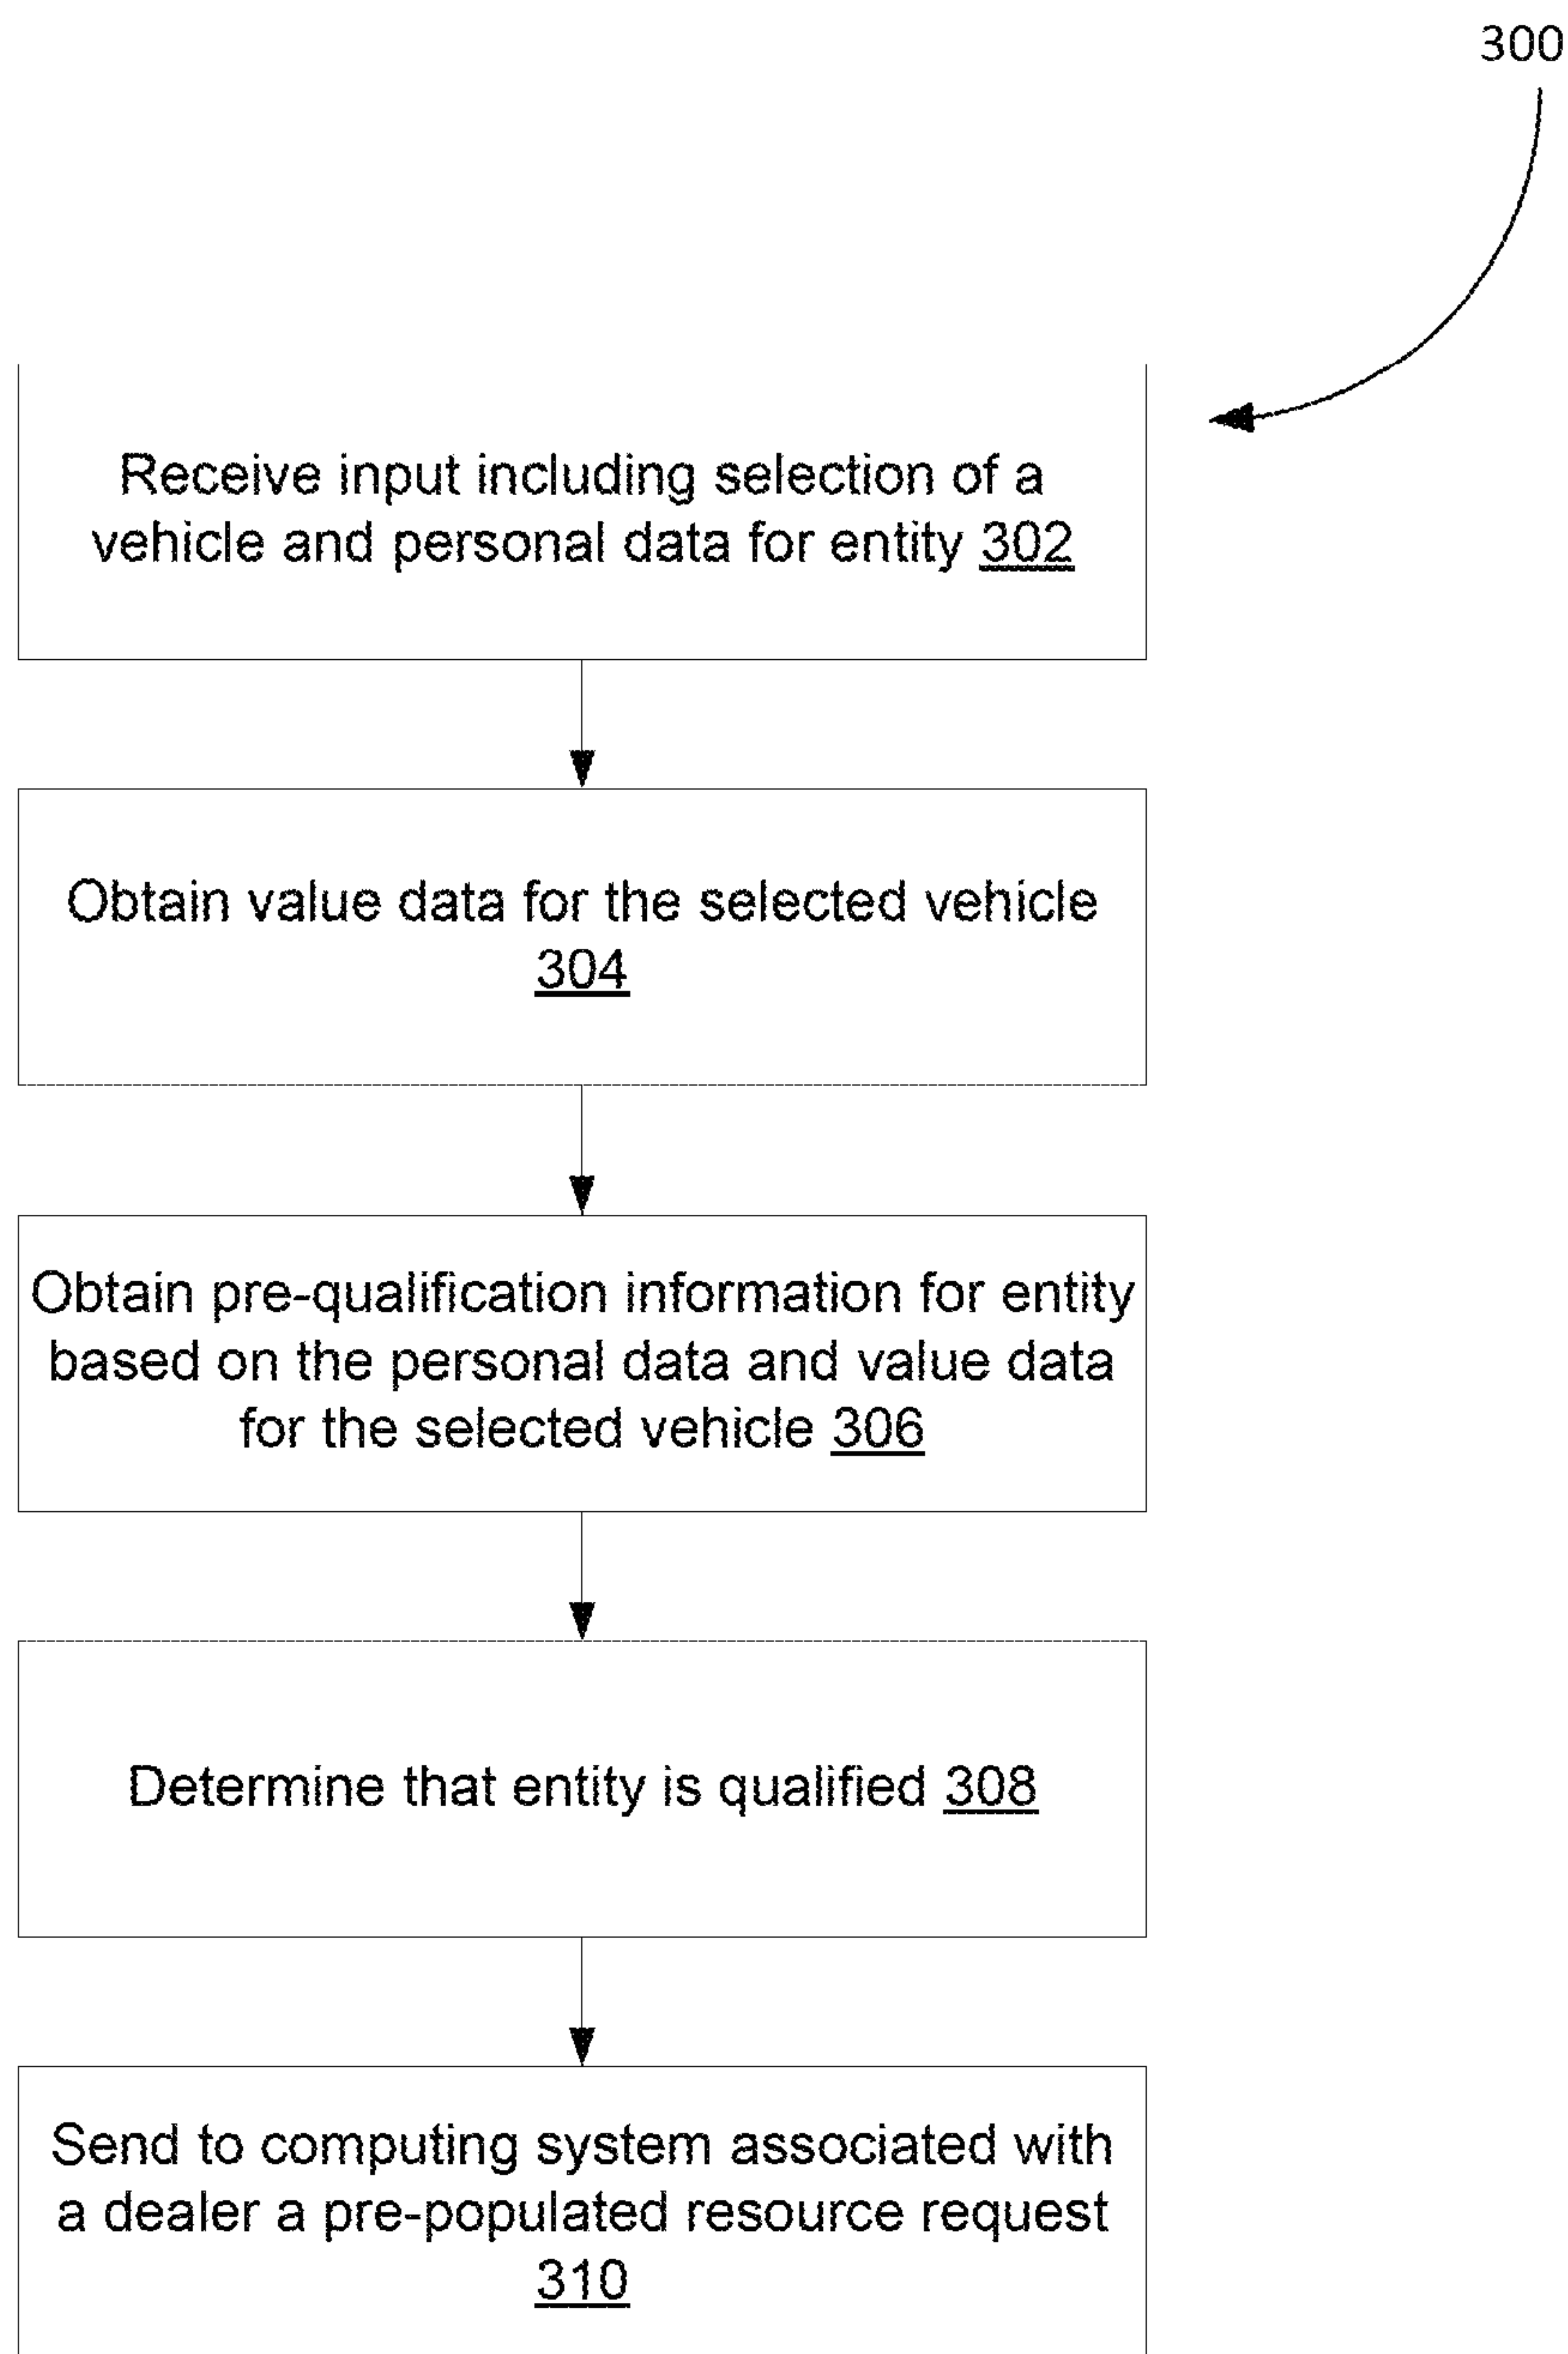 300
Receive input including selection of a
vehicle and personal data for entity 302
Obtain value data for the selected vehicle
304
Obtain pre-qualification information for entity
based on the personal data and value data
for the selected vehicle 306
Determine that entity is qualified 308
Send to computing system associated with
a dealer a pre-populated resource request
310